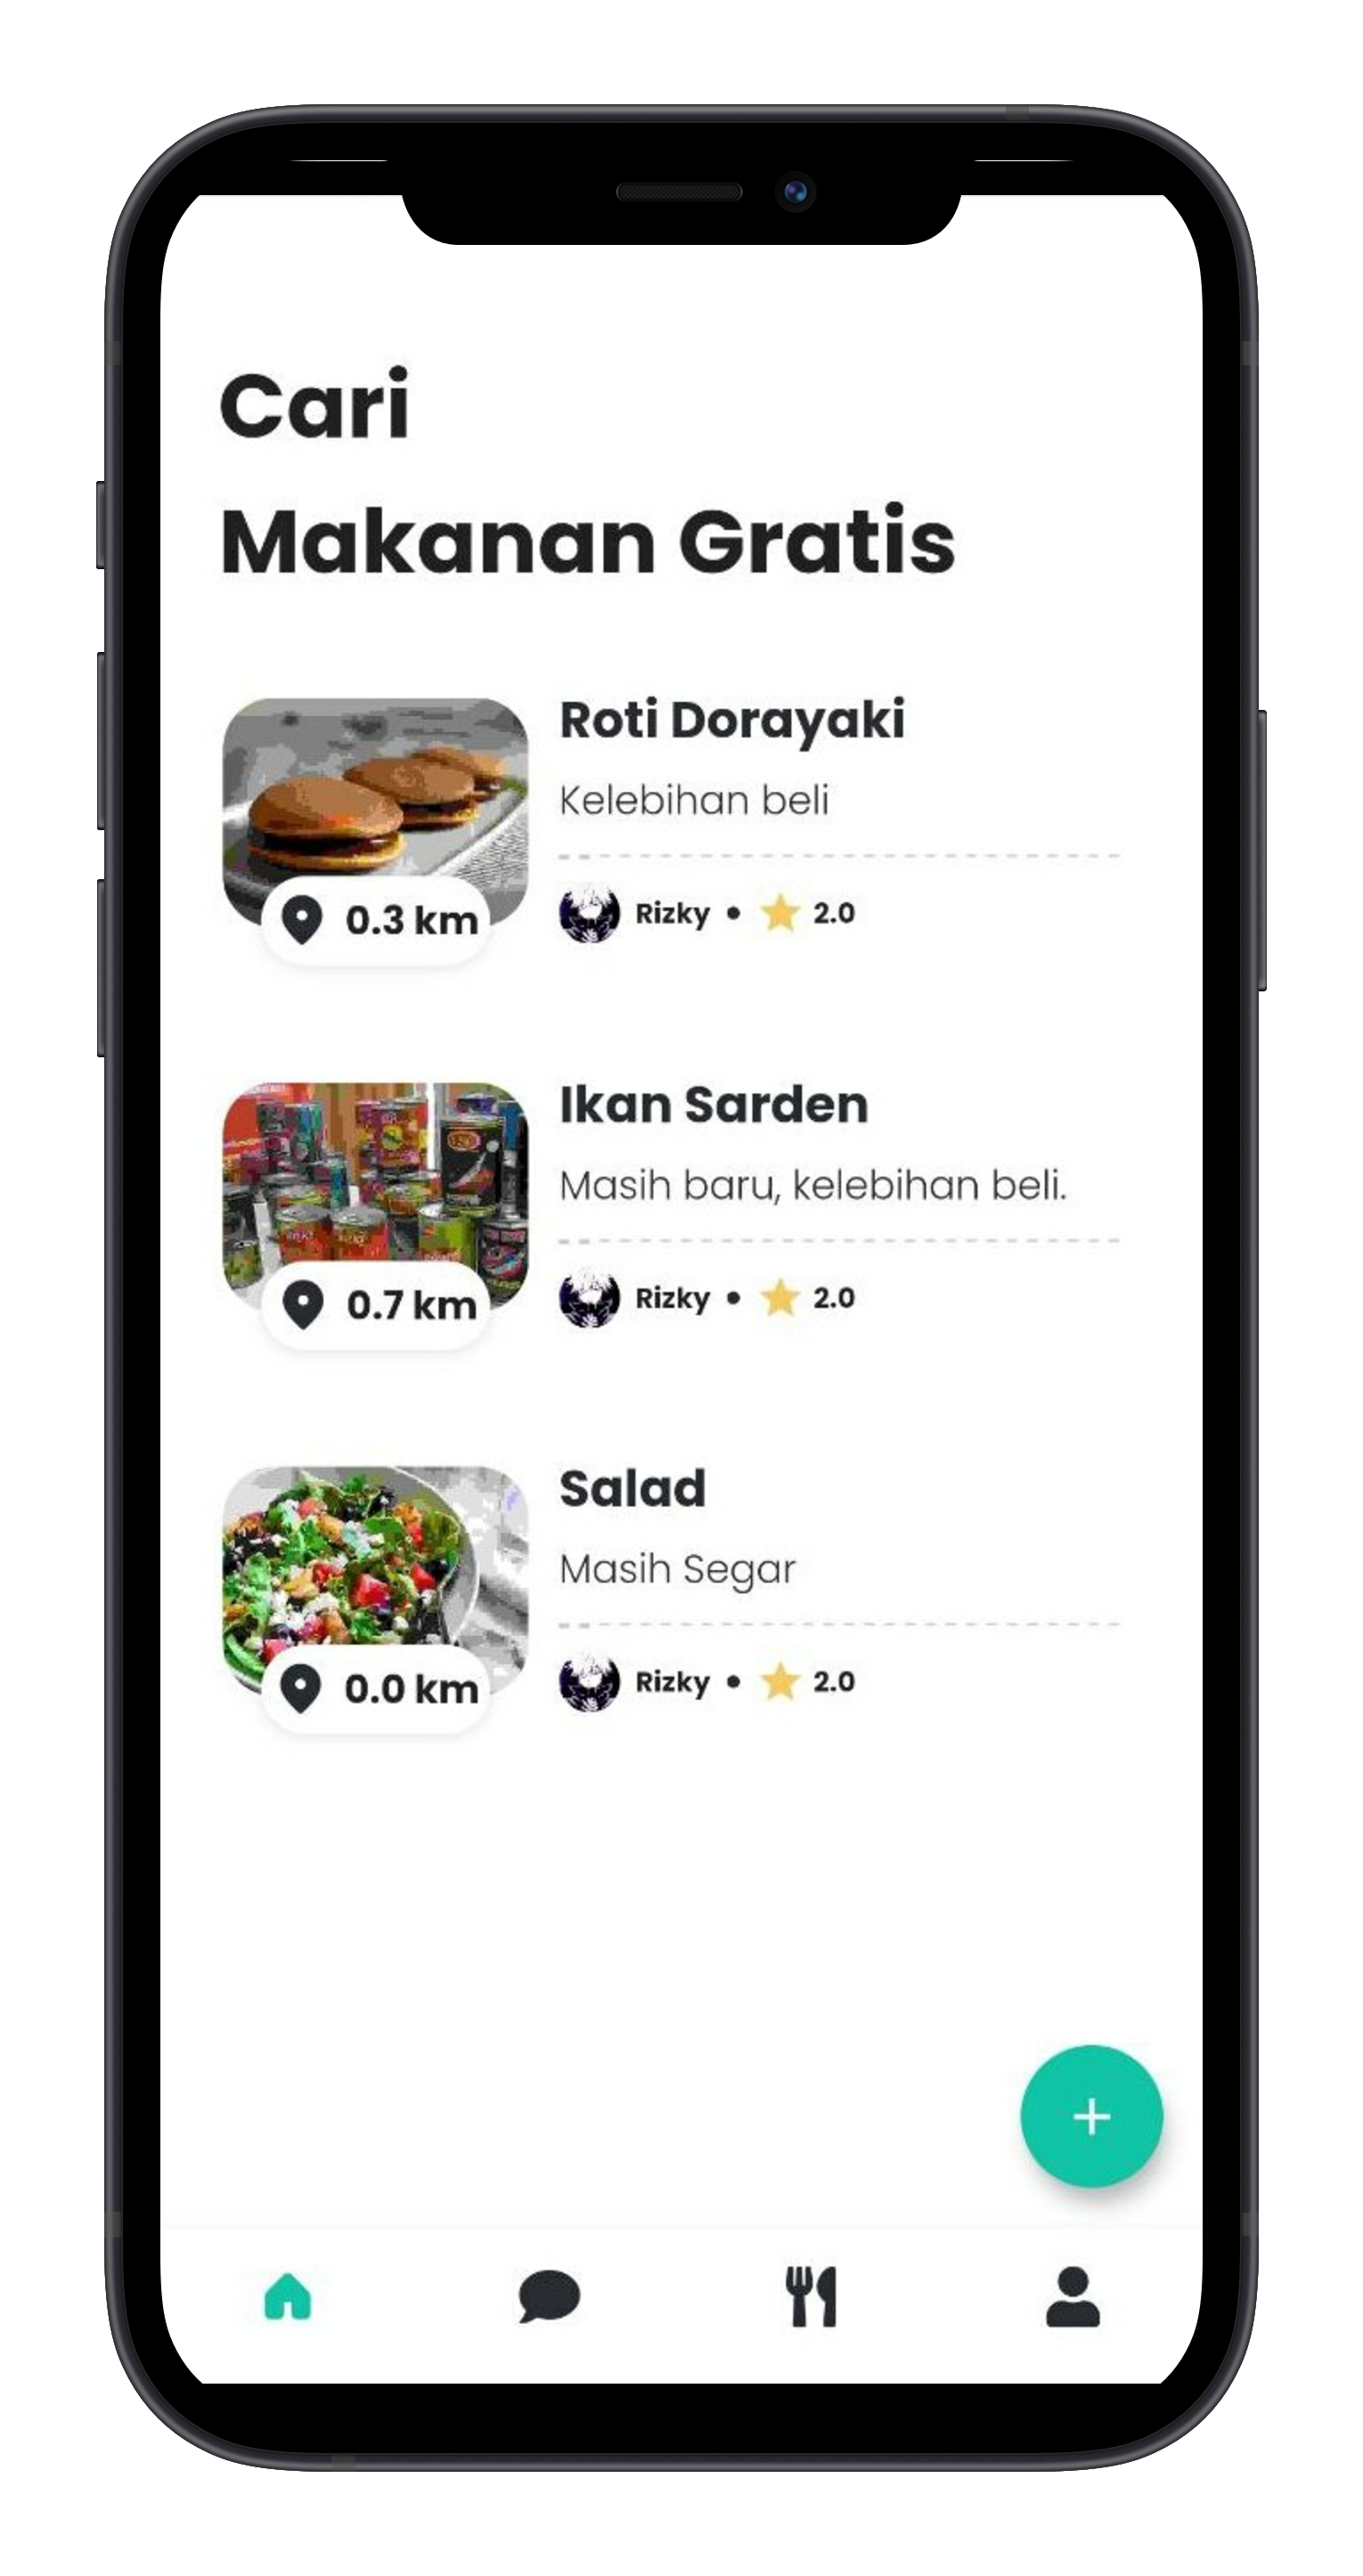 Cari
Makanan Gratis
Roti Dorayaki
Kelebihan beli
0.3 km
Rizky • 2.0
Ikan Sarden
Masih baru, kelebihan beli.
0.7 km
Rizky • 2.0
Salad
Masih Segar
0.0 km
Rizky • 2.0